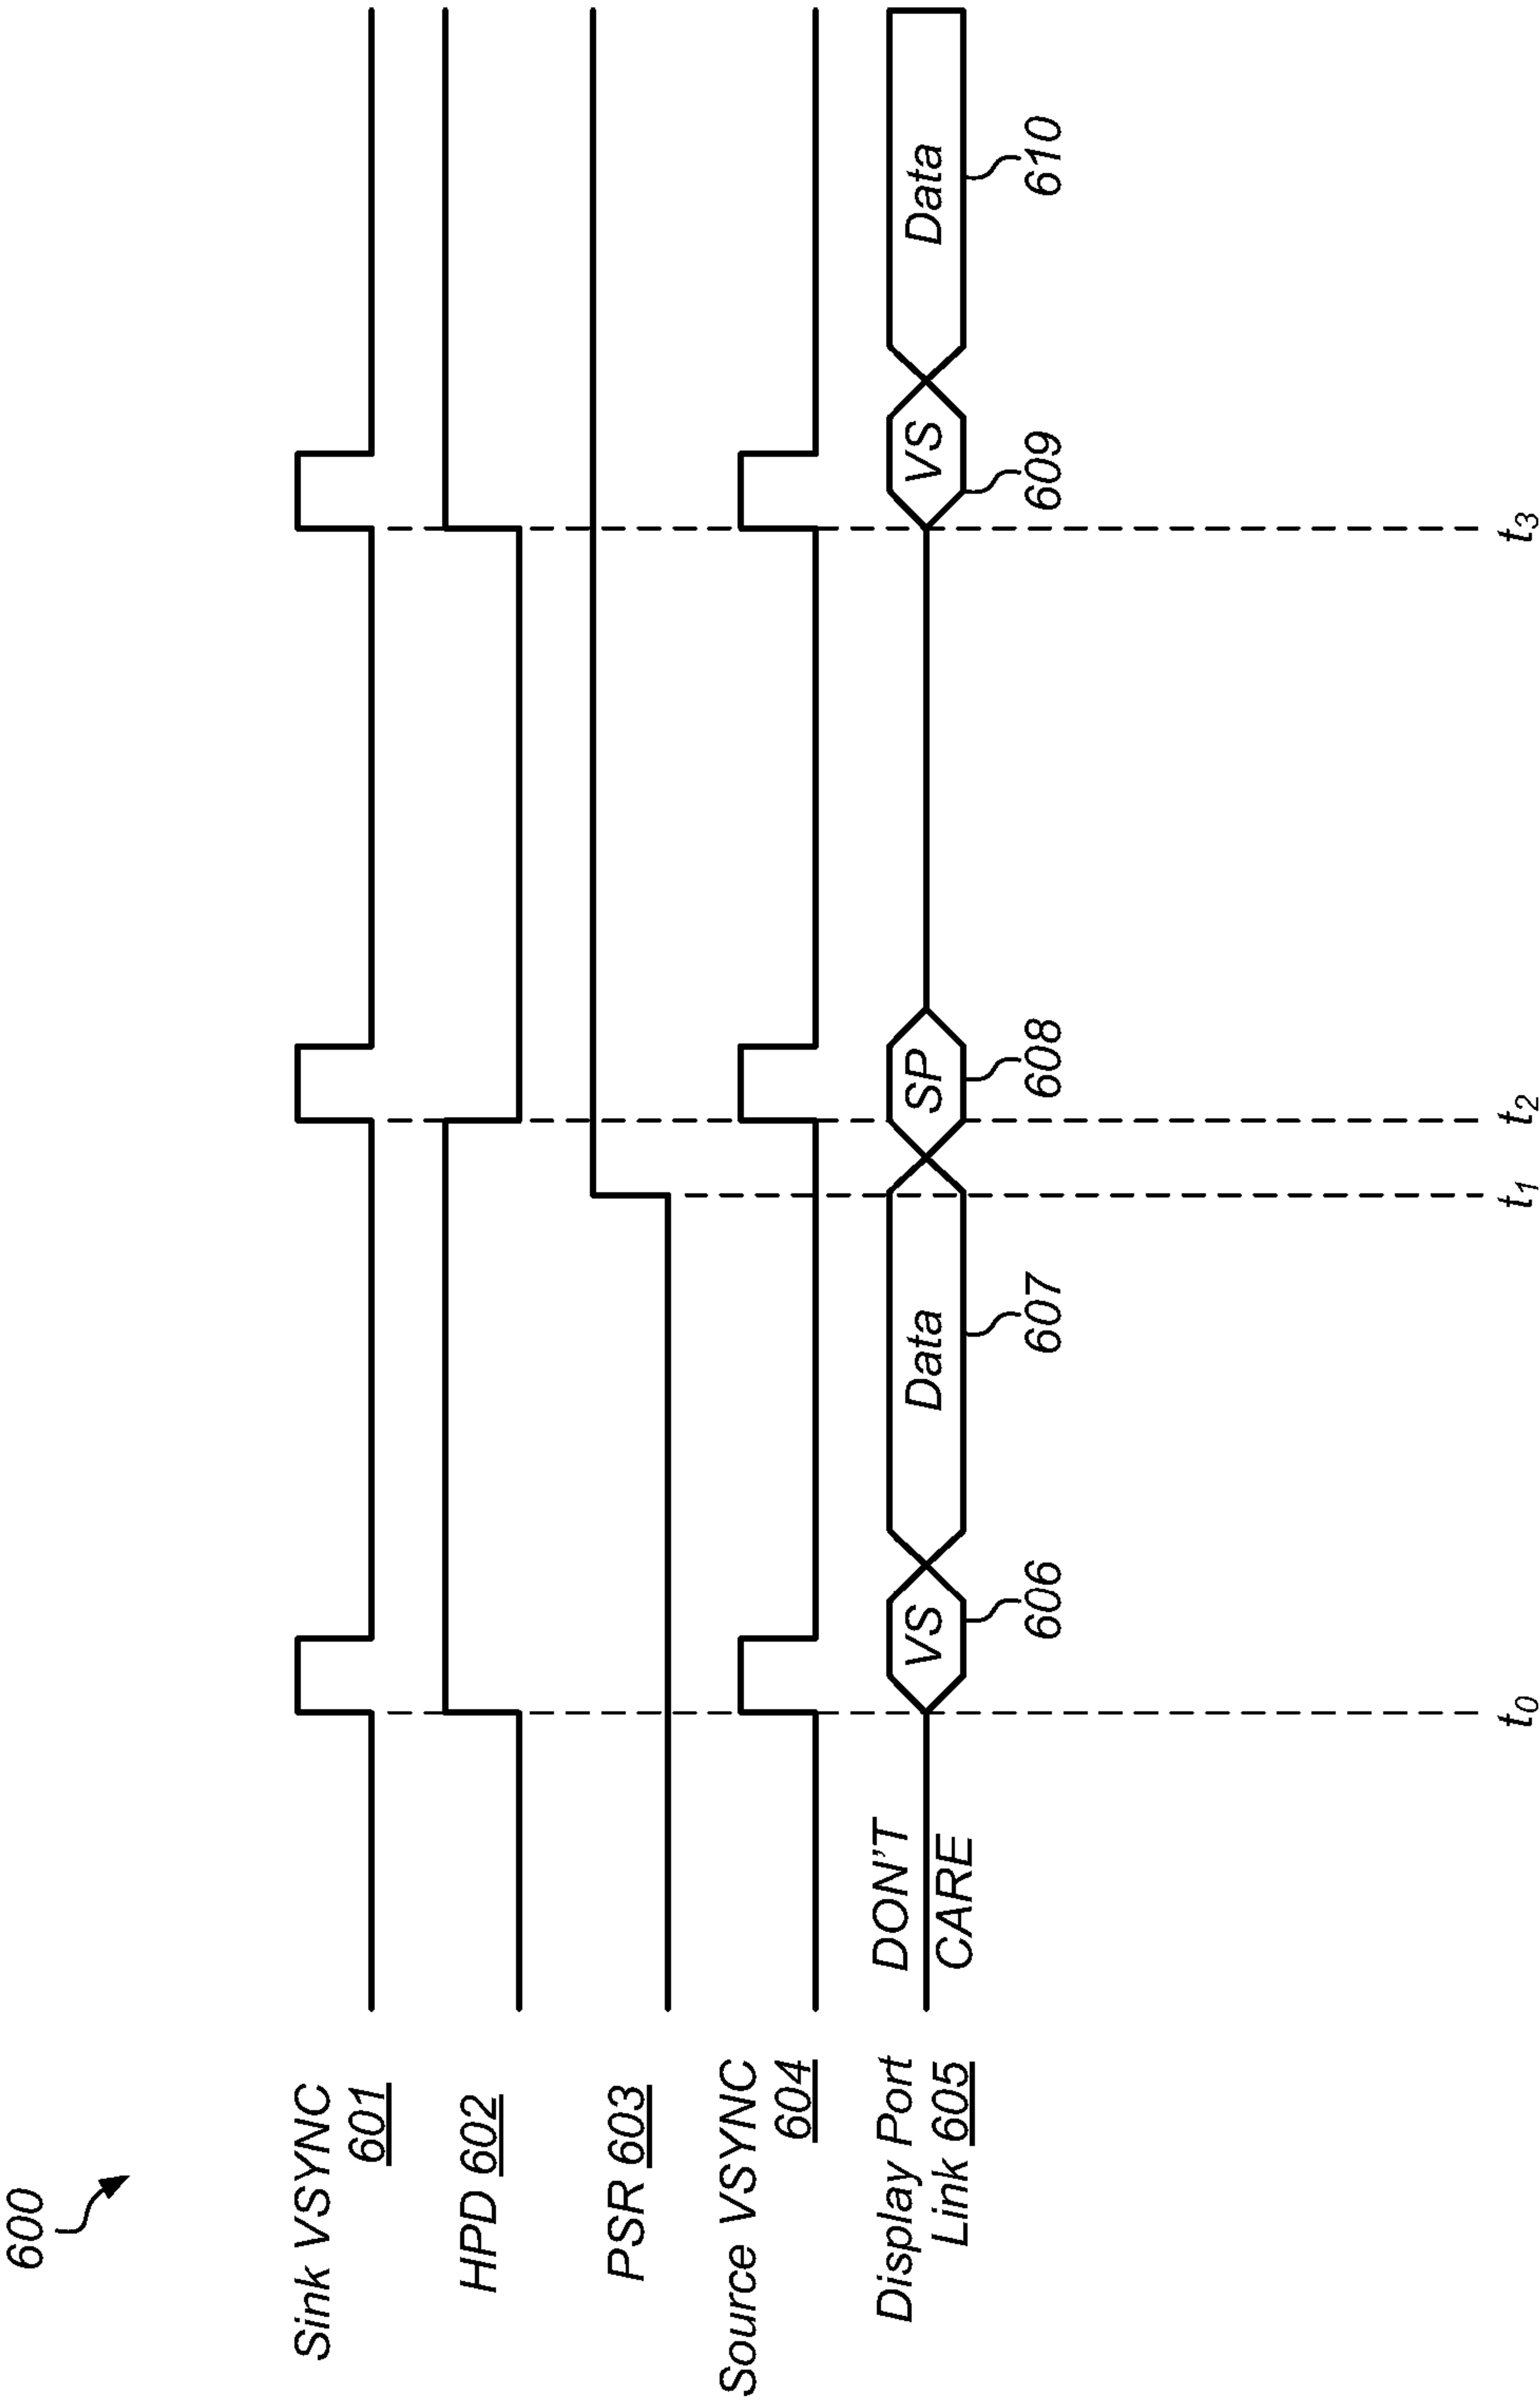 600
Sink VSYNC
601
HPD 602
PSR 603
Source VSYNC
604
Display Port
Link 605
DON'T
CARE
VS
Data
SP
VS
Data
606
607
608
609
610
t0
t1
t2
t3